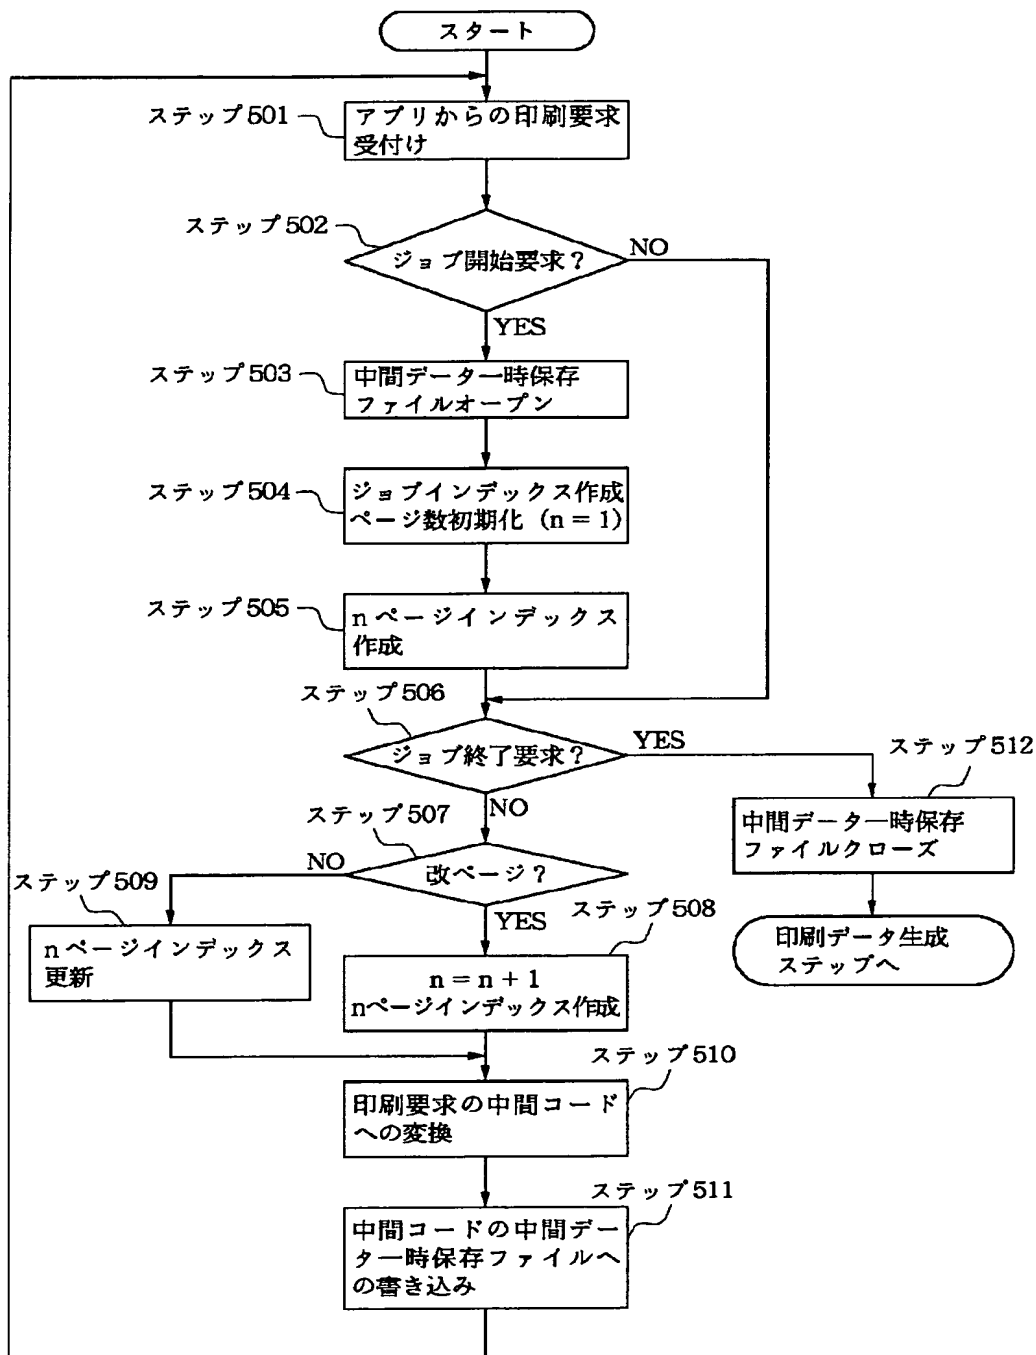 スタート
ステップ501
アプリからの印刷要求
受付け
ステップ502
ジョブ開始要求?
NO
YES
ステップ503
中間データ一時保存
ファイルオープン
ステップ504
ジョブインデックス作成
ページ数初期化 (n = 1)
ステップ505
nページインデックス
作成
ステップ506
ジョブ終了要求?
YES
NO
ステップ512
中間データ一時保存
ファイルクローズ
印刷データ生成
ステップへ
ステップ507
改ページ?
NO
YES
ステップ509
nページインデックス
更新
ステップ508
n = n + 1
nページインデックス作成
ステップ510
印刷要求の中間コード
への変換
ステップ511
中間コードの中間デー
タ一時保存ファイルへ
の書き込み